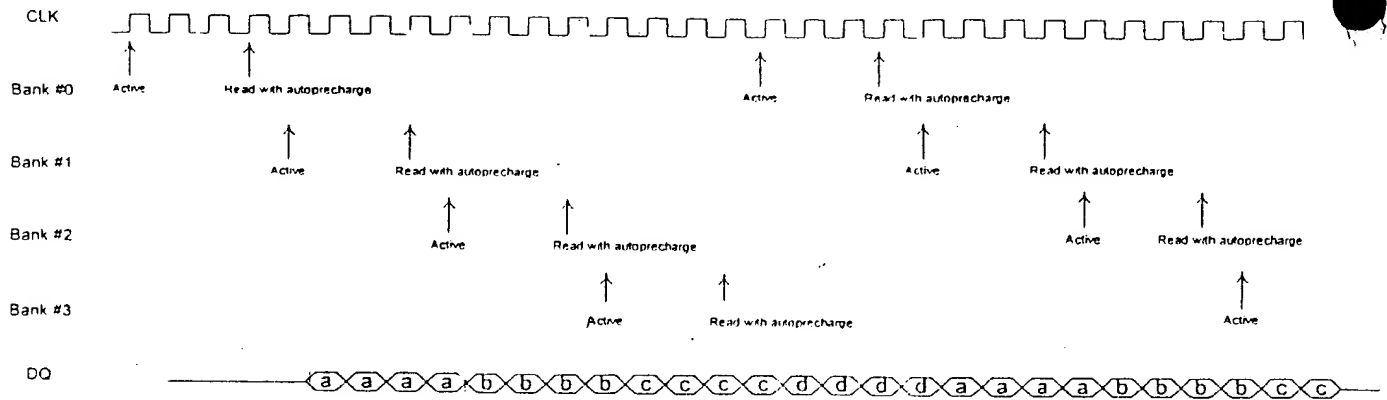 CLK
Bank #0 Active Read with autoprecharge Active Read with autoprecharge
Bank #1 Active Read with autoprecharge Active Read with autoprecharge
Bank #2 Active Read with autoprecharge Active Read with autoprecharge
Bank #3 Active Read with autoprecharge Active
DQ a a a a b b b b c c c c d d d d a a a a b b b b c c